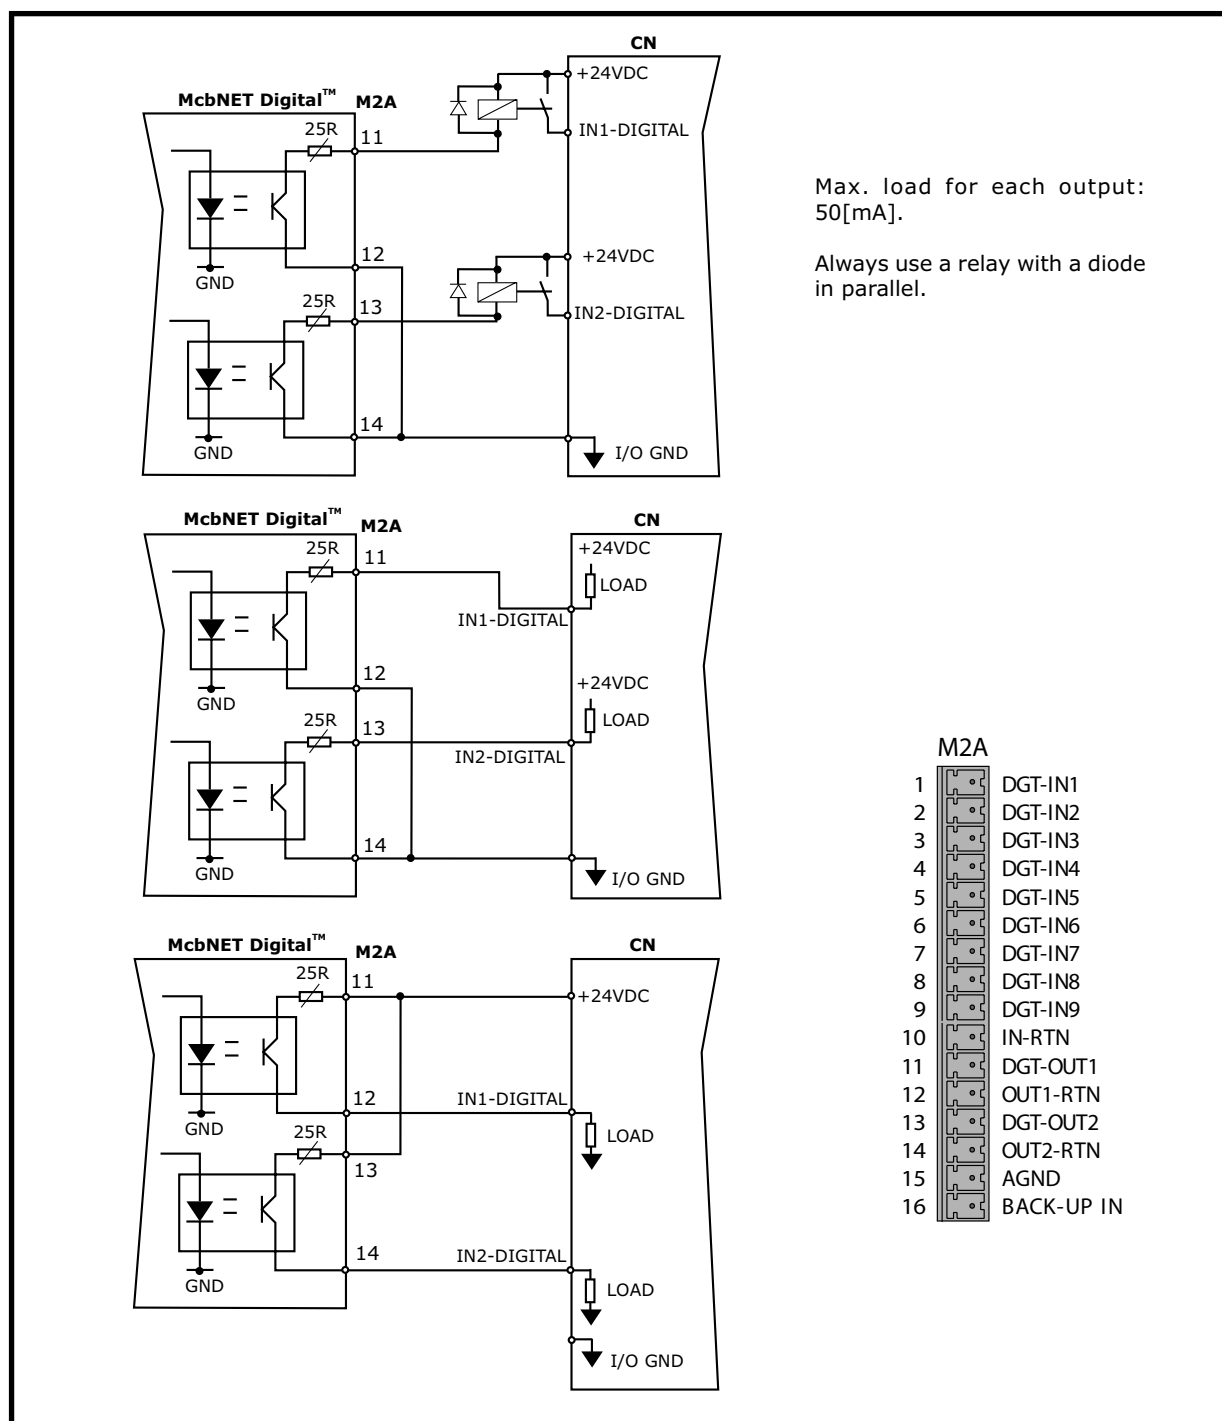 CN
+24VDC
McbNET Digital™ M2A
25R
11
IN1-DIGITAL
12
+24VDC
GND
25R
13
IN2-DIGITAL
14
GND
I/O GND
Max. load for each output:
50[mA].
Always use a relay with a diode
in parallel.
McbNET Digital™ M2A
CN
25R
11
+24VDC
LOAD
IN1-DIGITAL
12
+24VDC
GND
25R
13
LOAD
IN2-DIGITAL
14
GND
I/O GND
McbNET Digital™ M2A
CN
25R
11
+24VDC
12
IN1-DIGITAL
GND
25R
LOAD
13
14
IN2-DIGITAL
GND
LOAD
I/O GND
M2A
1 DGT-IN1
2 DGT-IN2
3 DGT-IN3
4 DGT-IN4
5 DGT-IN5
6 DGT-IN6
7 DGT-IN7
8 DGT-IN8
9 DGT-IN9
10 IN-RTN
11 DGT-OUT1
12 OUT1-RTN
13 DGT-OUT2
14 OUT2-RTN
15 AGND
16 BACK-UP IN